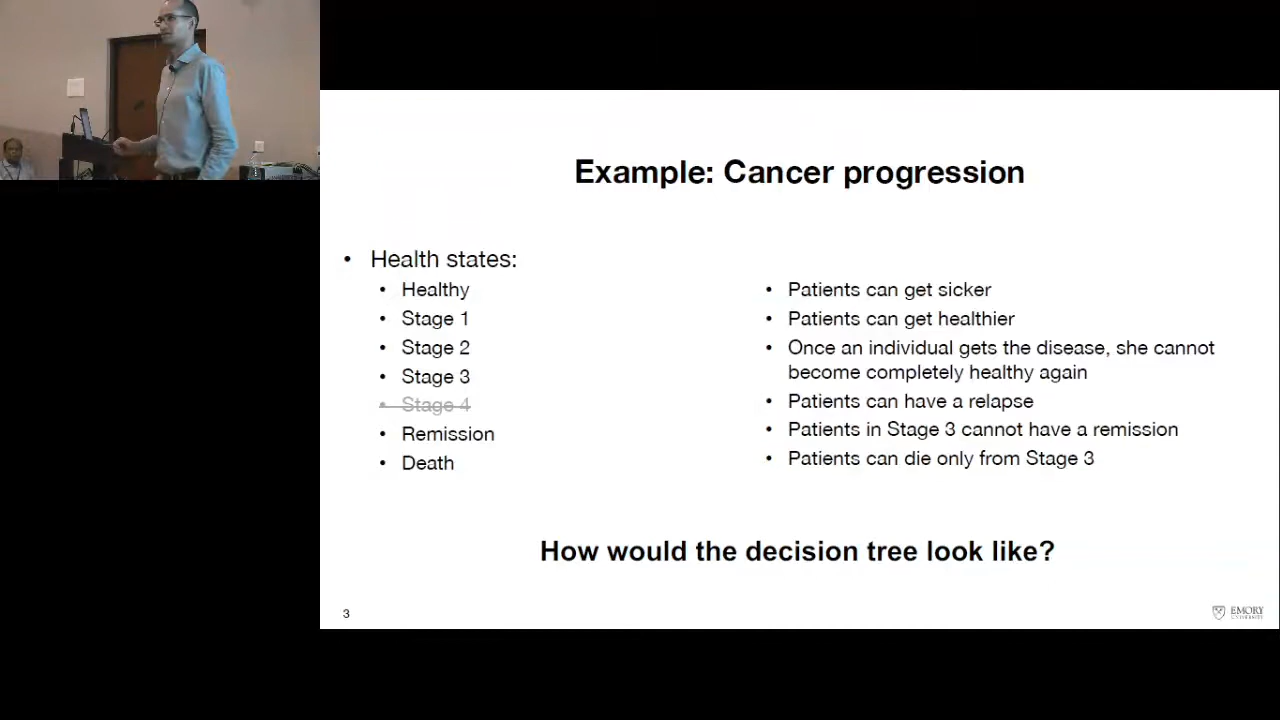 Example: Cancer progression
• Health states:
• Healthy
• Stage 1
• Stage 2
• Stage 3
• Stage 4
• Remission
• Death
• Patients can get sicker
• Patients can get healthier
• Once an individual gets the disease, she cannot
become completely healthy again
• Patients can have a relapse
• Patients in Stage 3 cannot have a remission
• Patients can die only from Stage 3
How would the decision tree look like?
3
EMORY
UNIVERSITY